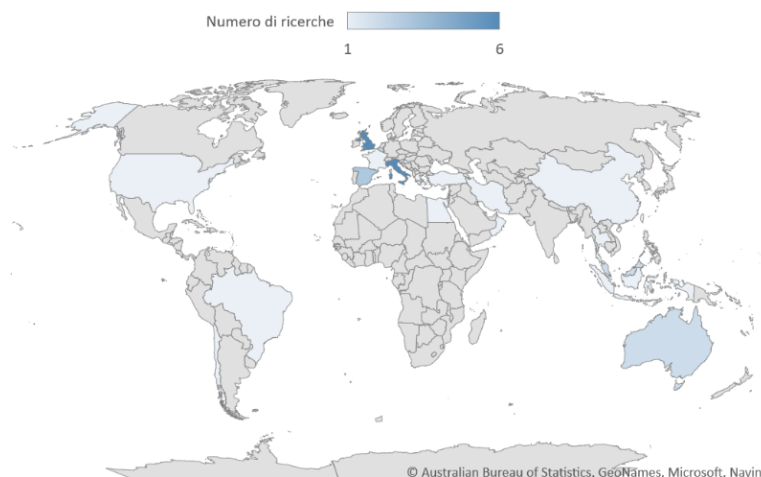 Numero di ricerche
1 6
© Australian Bureau of Statistics, GeoNames, Microsoft, Navin